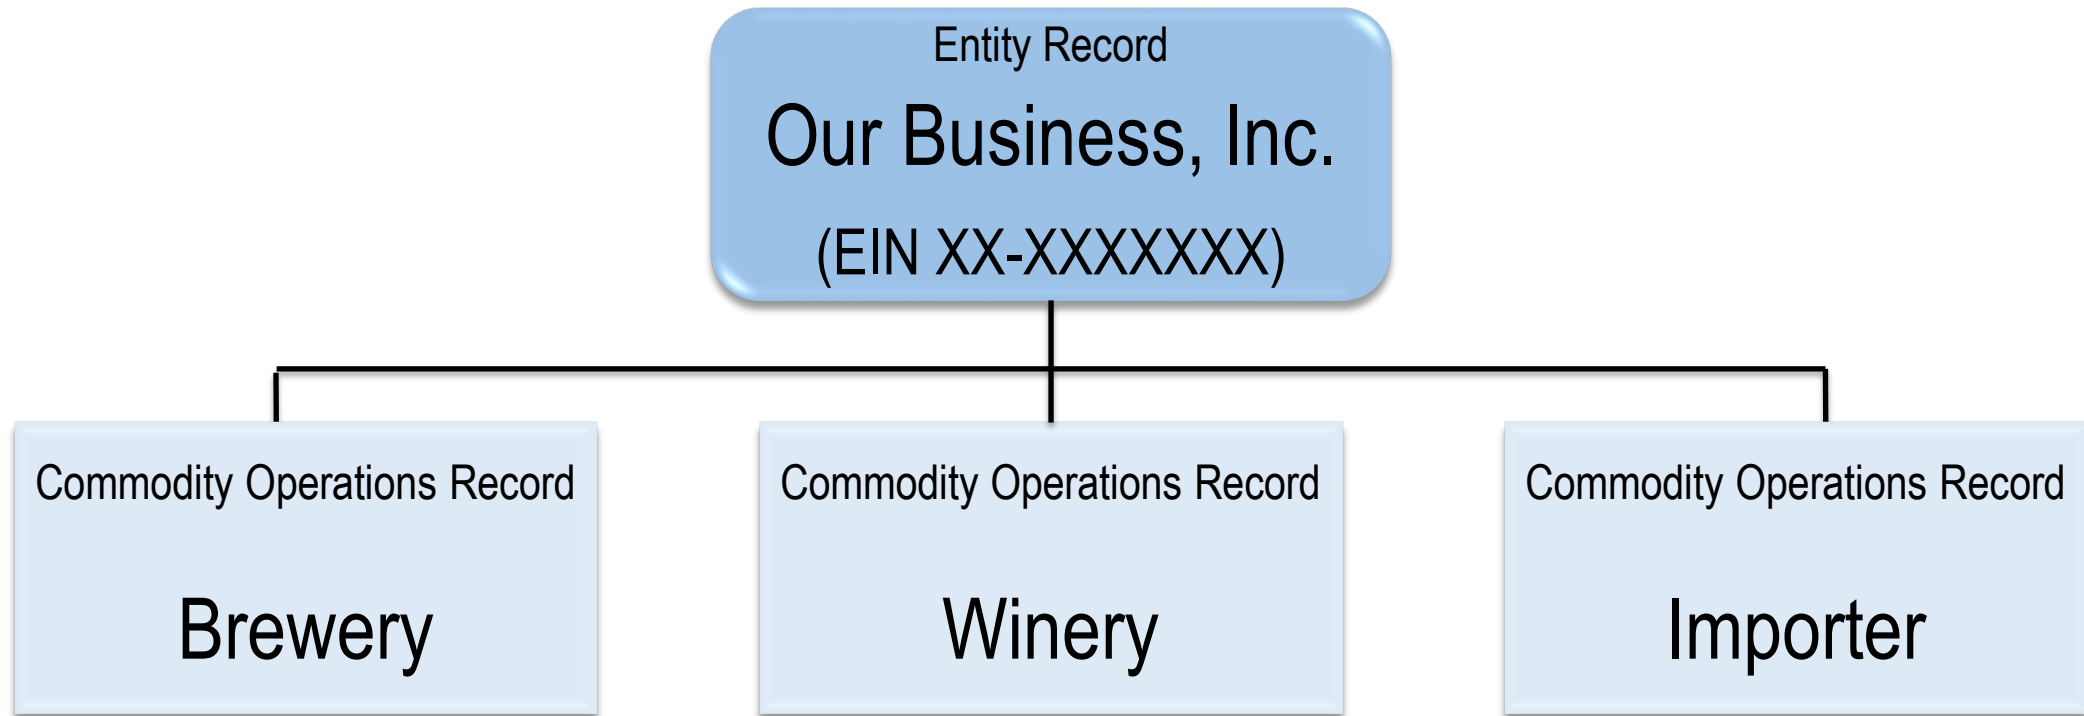 Entity Record
Our Business, Inc.
(EIN XX-XXXXXXX)
Commodity Operations Record
Brewery
Commodity Operations Record
Winery
Commodity Operations Record
Importer